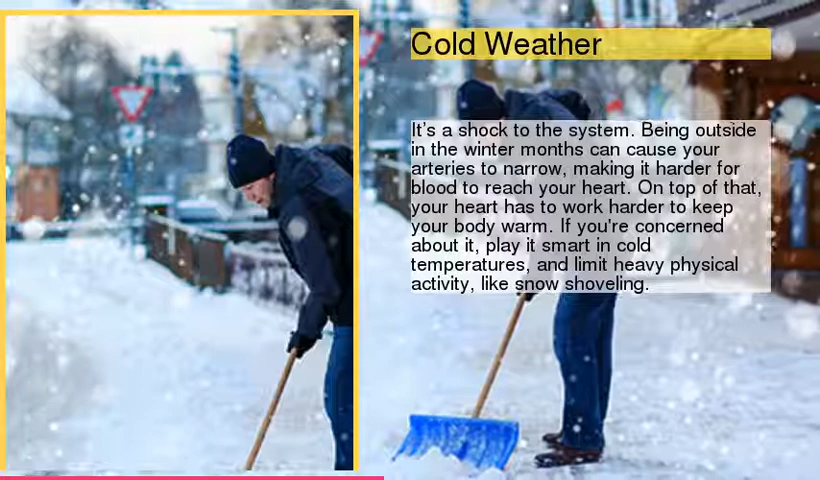 Cold Weather
It's a shock to the system. Being outside
in the winter months can cause your
arteries to narrow, making it harder for
blood to reach your heart. On top of that,
your heart has to work harder to keep
your body warm. If you're concerned
about it, play it smart in cold
temperatures, and limit heavy physical
activity, like snow shoveling.